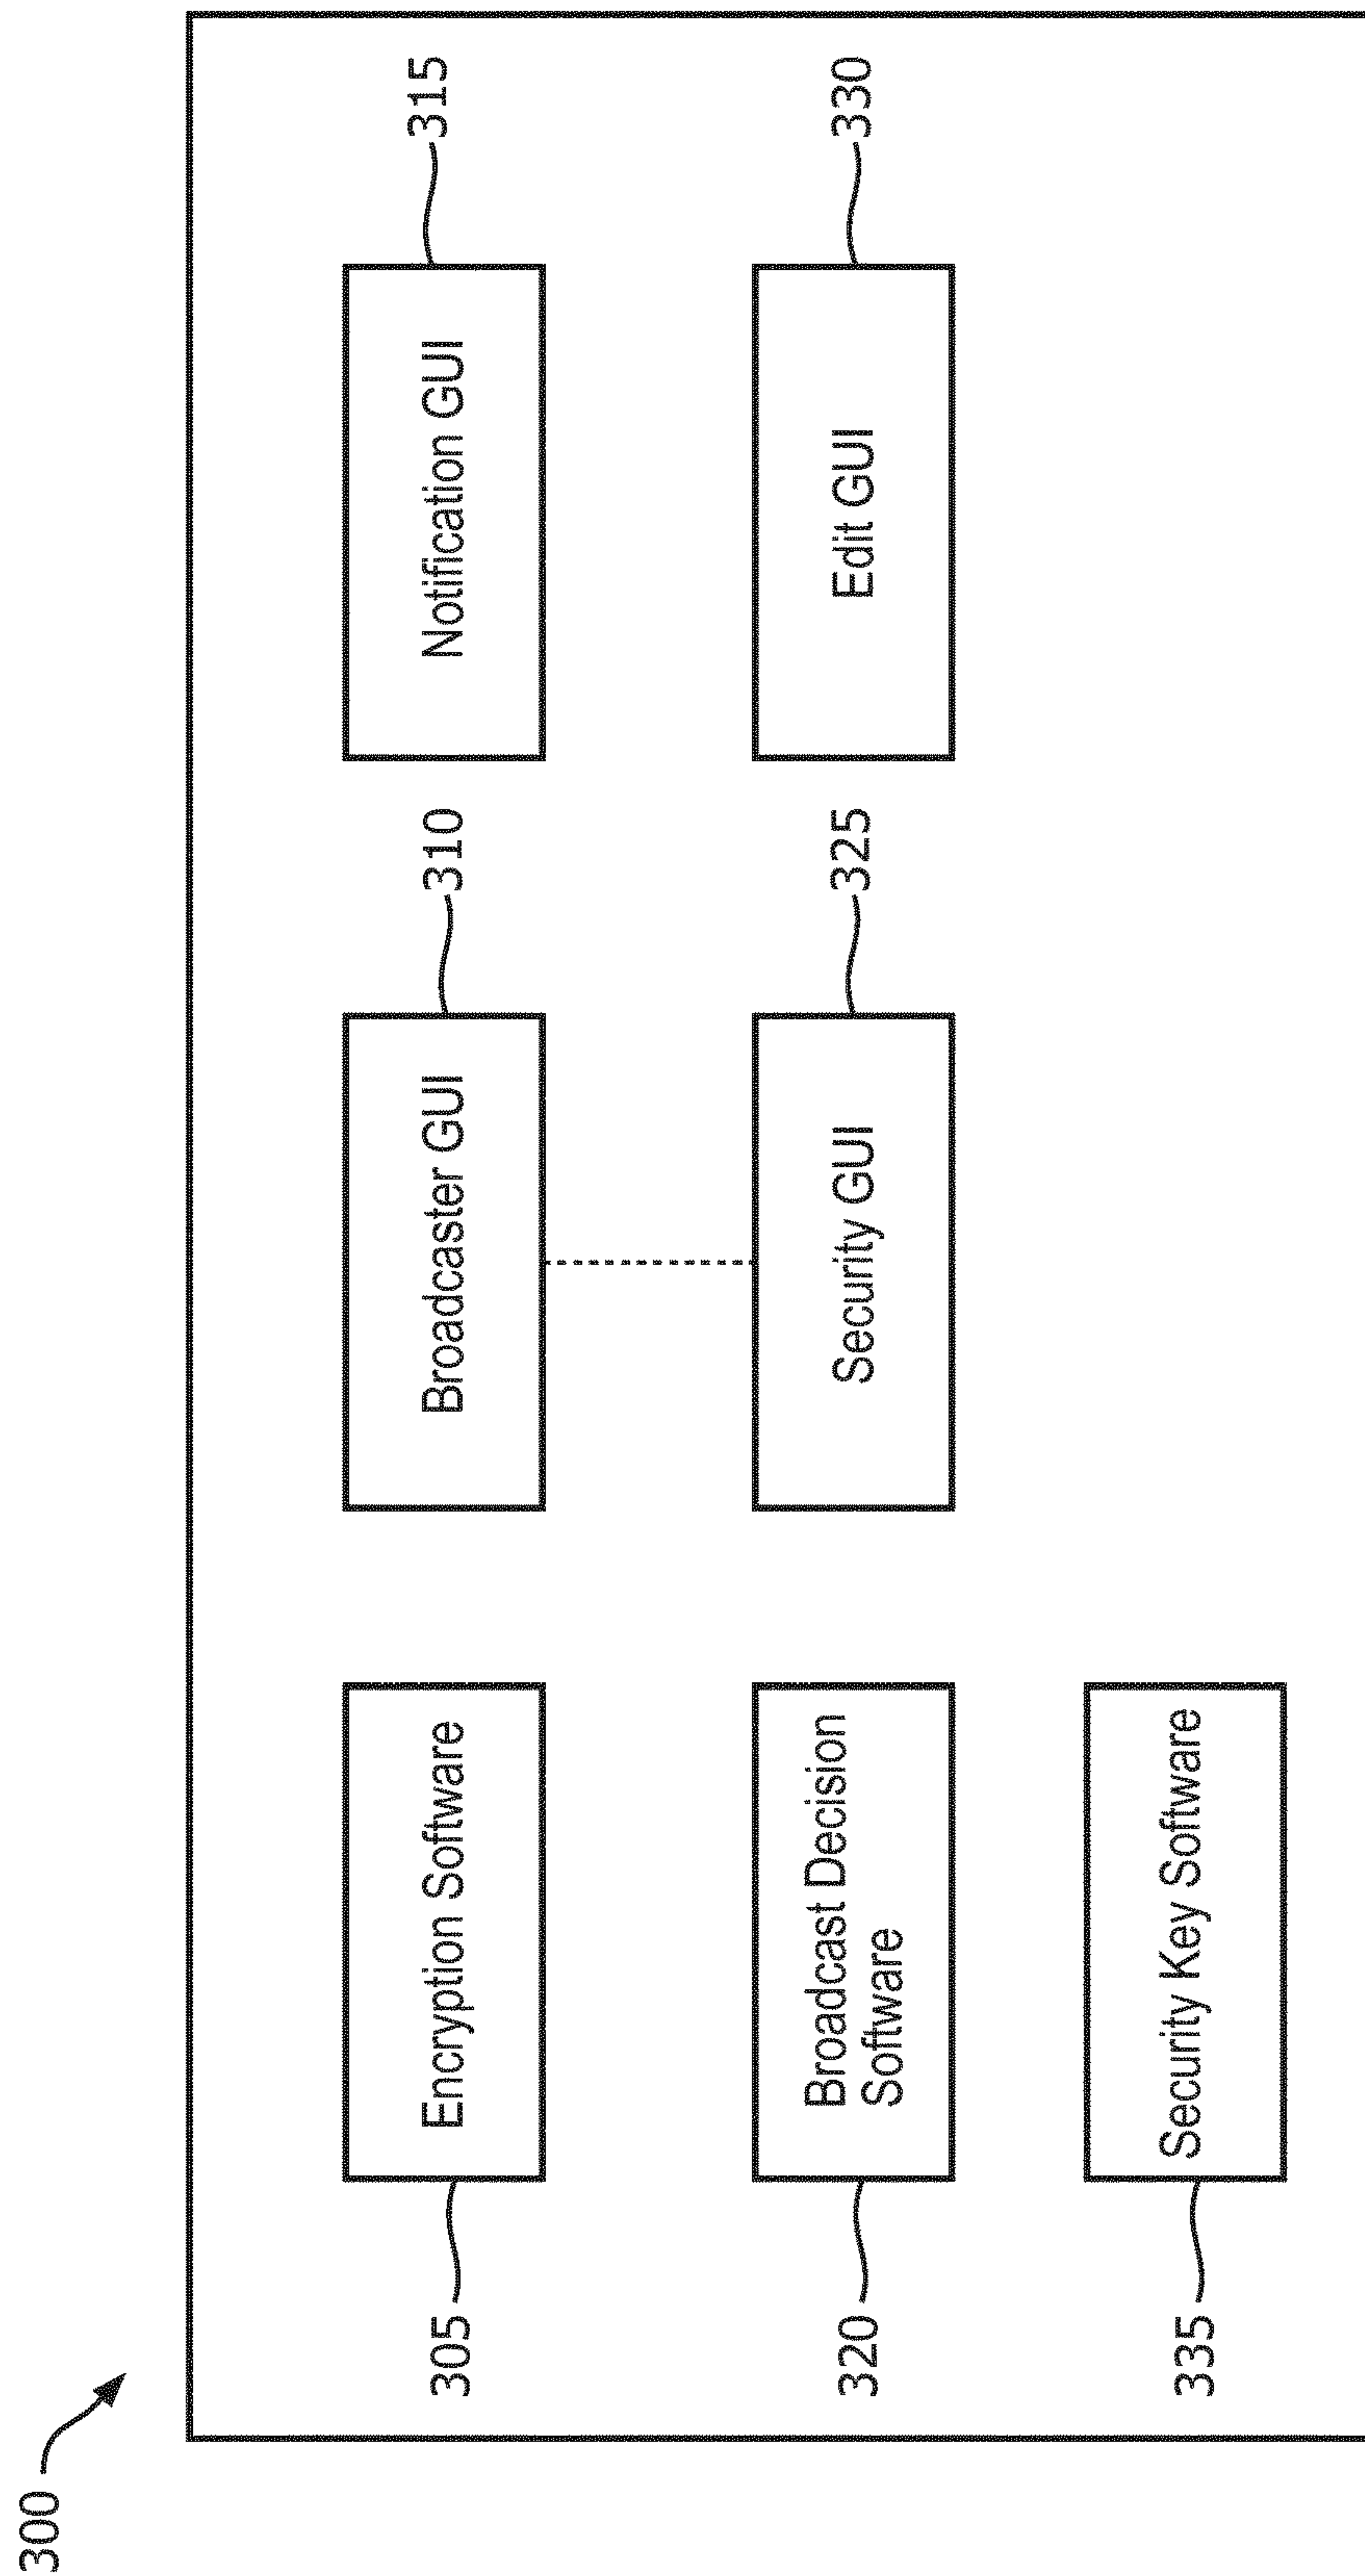 300
305
Encryption Software
Broadcaster GUI
310
Notification GUI
315
320
Broadcast Decision
Software
Security GUI
325
Edit GUI
330
335
Security Key Software